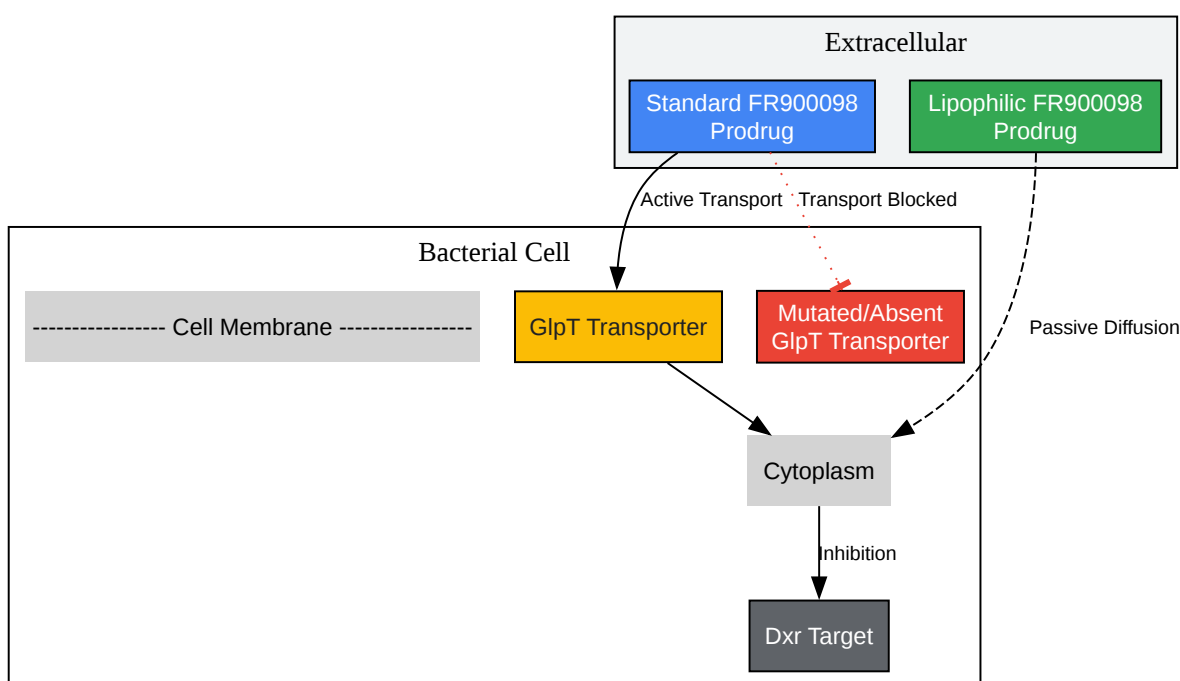 Extracellular
Standard FR900098
Prodrug
Lipophilic FR900098
Prodrug
Active Transport
Transport Blocked
Bacterial Cell
----------------- Cell Membrane -----------------
GlpT Transporter
Mutated/Absent
GlpT Transporter
Passive Diffusion
Cytoplasm
Inhibition
Dxr Target